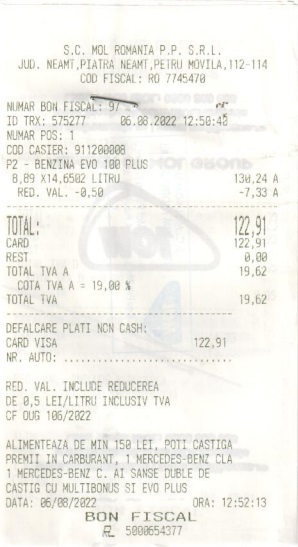 S.C. MOL ROMANIA P.P. S.R.L.
JUD. NEAMT,PIATRA NEAMT,PETRU MOVILA,112-114
COD FISCAL: RO 7745470
NUMAR BON FISCAL: 97
ID TRX: 575277 06.08.2022 12:50:48
NUMAR POS: 1
COD CASIER: 911200008
P2 - BENZINA EVO 100 PLUS
8,89 X14,6502 LITRU 130,24 A
RED. VAL. -0,50 -7,33 A
TOTAL: 122,91
CARD 122,91
REST 0,00
TOTAL TVA A 19,62
COTA TVA A = 19,00 %
TOTAL TVA 19,62
DEFALCARE PLATI NON CASH:
CARD VISA 122,91
NR. AUTO: ......................
RED. VAL. INCLUDE REDUCEREA
DE 0,5 LEI/LITRU INCLUSIV TVA
CF OUG 106/2022
ALIMENTEAZA DE MIN 150 LEI, POTI CASTIGA
PREMII IN CARBURANT, 1 MERCEDES-BENZ CLA
1 MERCEDES-BENZ C. AI SANSE DUBLE DE
CASTIG CU MULTIBONUS SI EVO PLUS
DATA: 06/08/2022 ORA: 12:52:13
BON FISCAL
5000654377